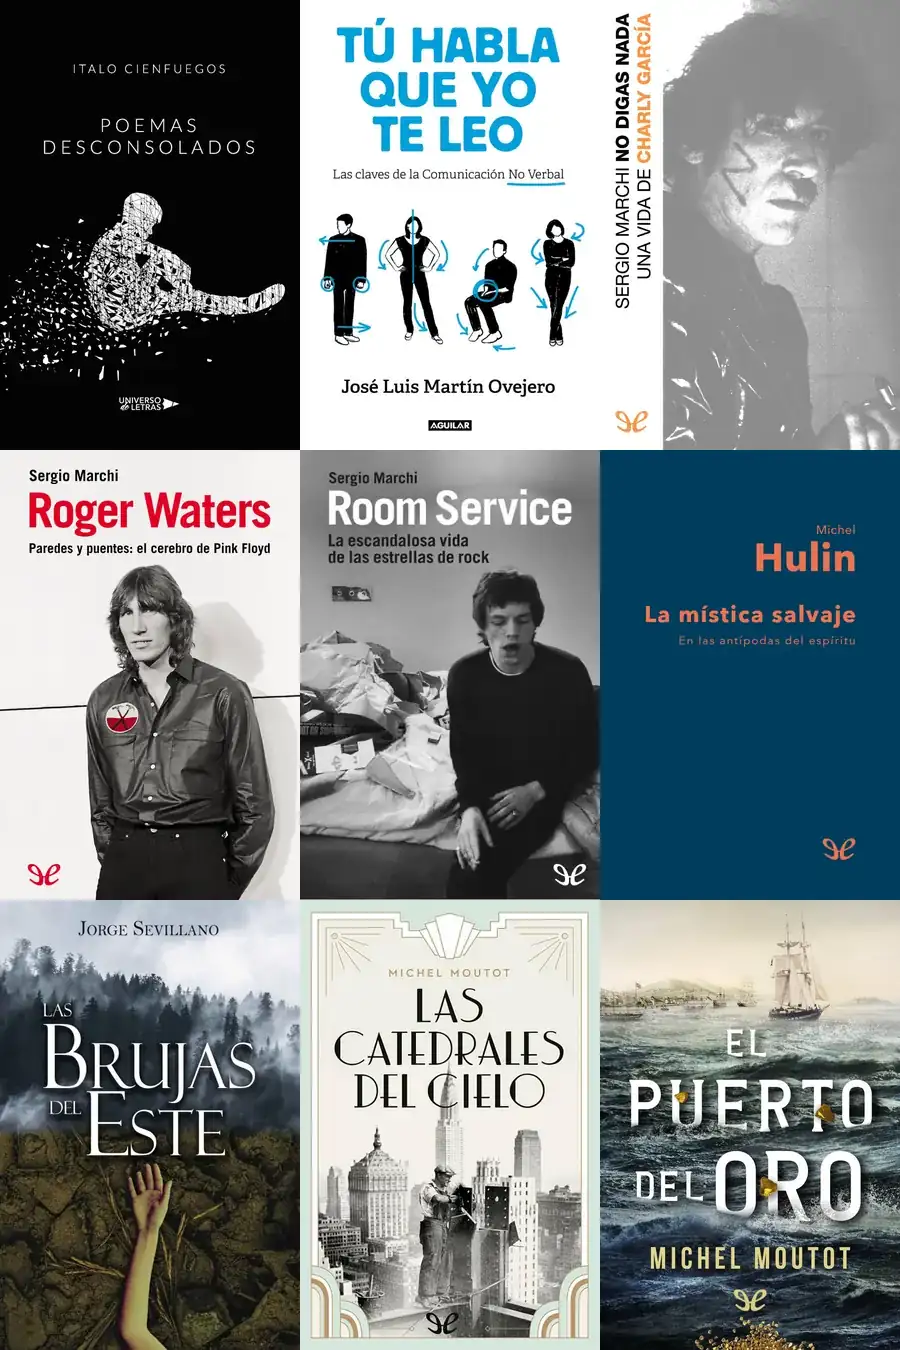 ITALO CIENFUEGOS
POEMAS
DESCONSOLADOS
UNIVERSO
de LETRAS
TÚ HABLA
QUE YO
TE LEO
Las claves de la Comunicación No Verbal
José Luis Martín Ovejero
AGUILAR
SERGIO MARCHI NO DIGAS NADA
UNA VIDA DE CHARLY GARCÍA
Sergio Marchi
Roger Waters
Paredes y puentes: el cerebro de Pink Floyd
Sergio Marchi
Room Service
La escandalosa vida
de las estrellas de rock
Michel
Hulin
La mística salvaje
En las antípodas del espíritu
JORGE SEVILLANO
LAS
BRUJAS
DEL
ESTE
MICHEL MOUTOT
LAS
CATEDRALES
DEL CIELO
EL
PUERTO
DEL ORO
MICHEL MOUTOT